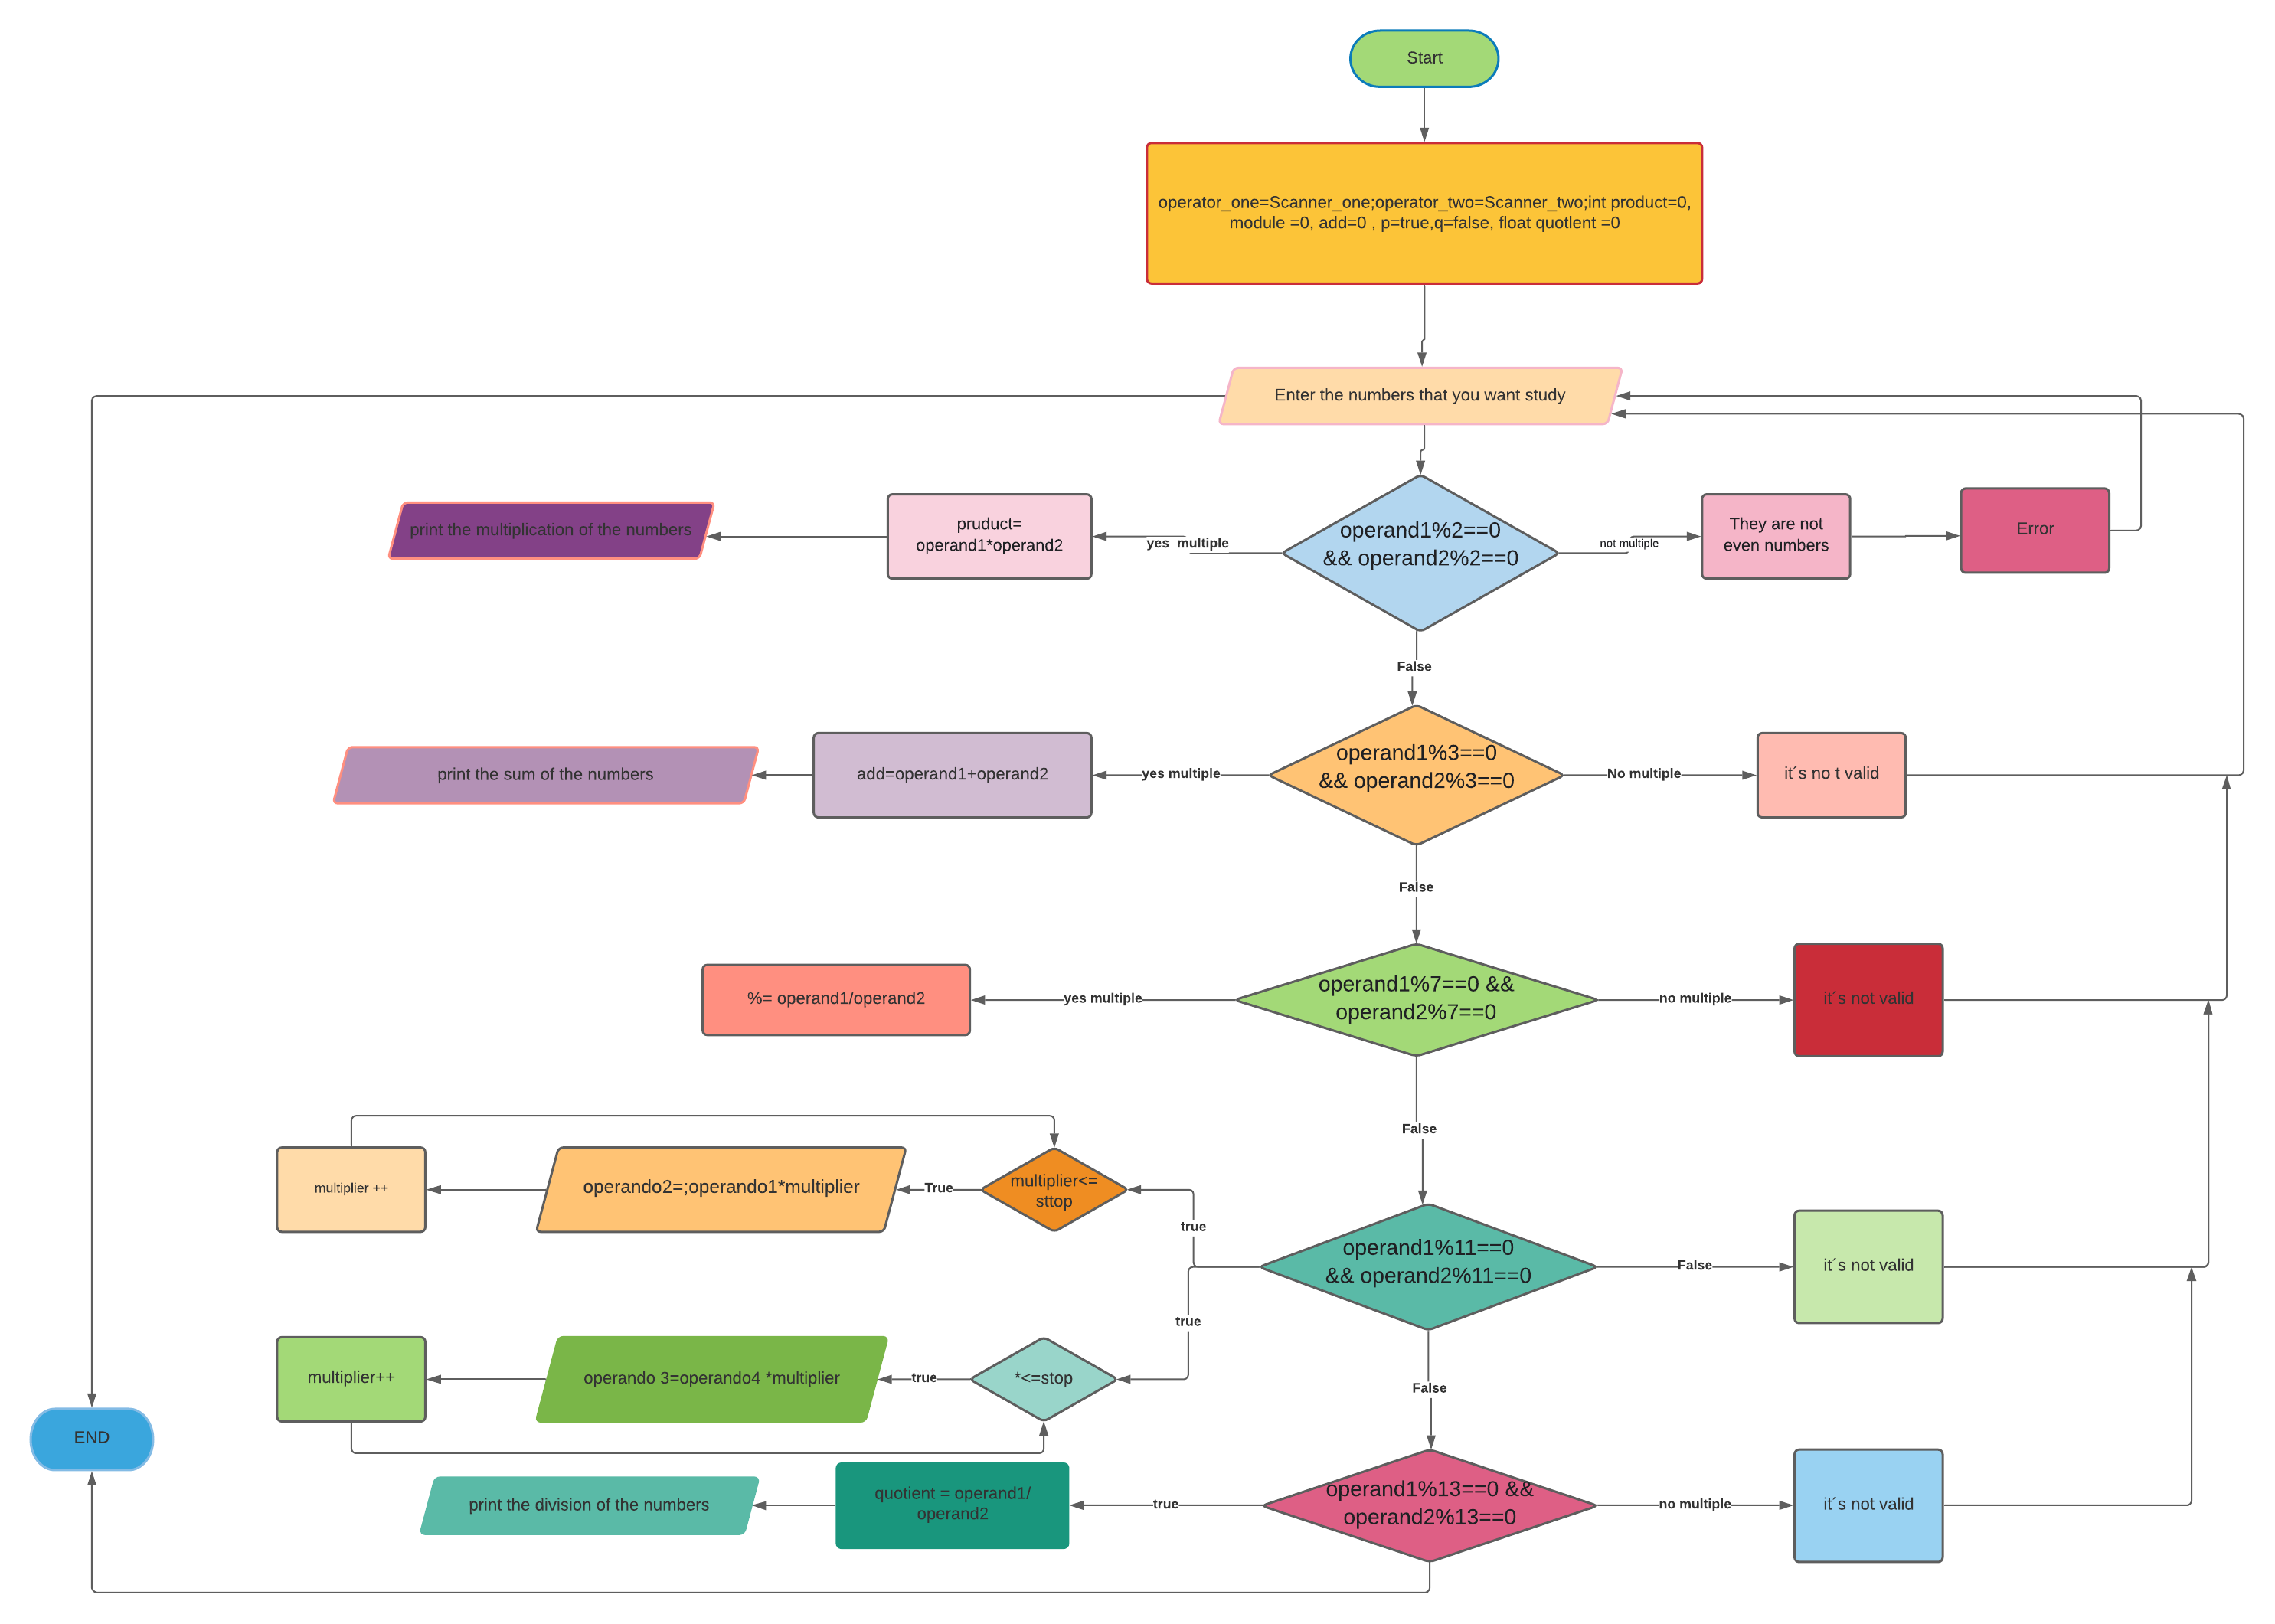 Start
operator_one=Scanner_one;operator_two=Scanner_two;int product=0,
module =0, add=0 , p=true,q=false, float quotlent =0
Enter the numbers that you want study
print the multiplication of the numbers
pruduct=
operand1*operand2
yes  multiple
operand1%2==0
&& operand2%2==0
not multiple
They are not
even numbers
Error
False
print the sum of the numbers
add=operand1+operand2
yes multiple
operand1%3==0
&& operand2%3==0
No multiple
it´s no t valid
False
%= operand1/operand2
yes multiple
operand1%7==0 &&
operand2%7==0
no multiple
it´s not valid
False
multiplier ++
operando2=;operando1*multiplier
True
multiplier<=
sttop
true
operand1%11==0
&& operand2%11==0
False
it´s not valid
true
multiplier++
operando 3=operando4 *multiplier
true
*<=stop
False
END
print the division of the numbers
quotient = operand1/
operand2
true
operand1%13==0 &&
operand2%13==0
no multiple
it´s not valid